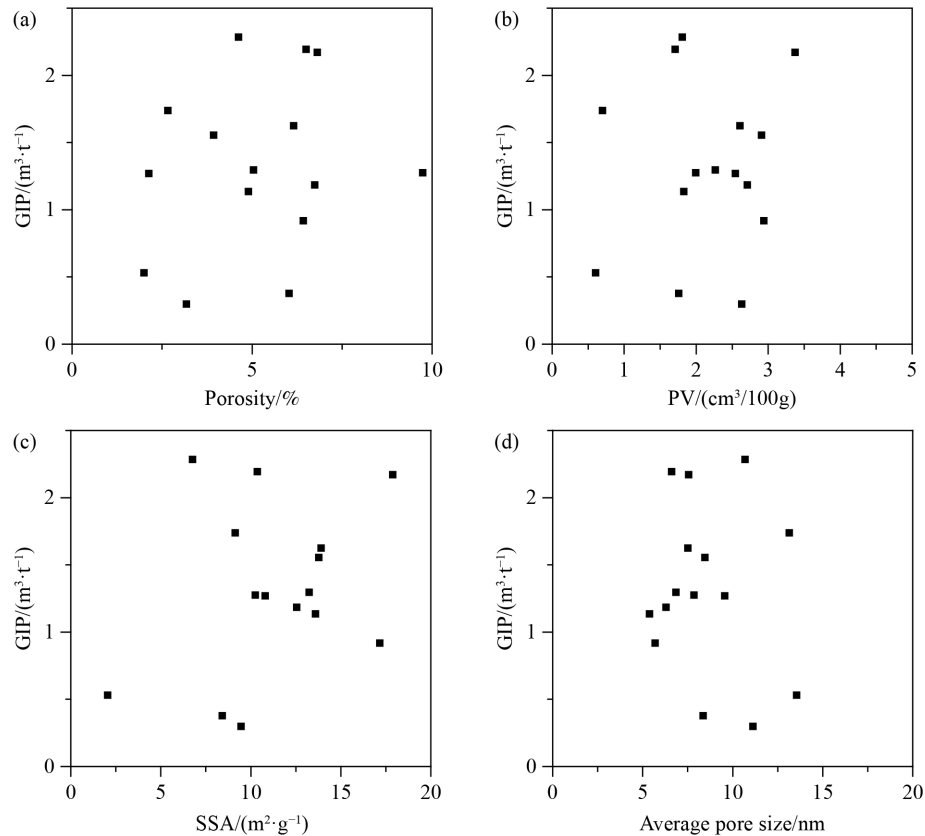 (a)
2
1
0
GIP/(m³·t⁻¹)
0 5 10
Porosity/%
(b)
2
1
0
GIP/(m³·t⁻¹)
0 1 2 3 4 5
PV/(cm³/100g)
(c)
2
1
0
GIP/(m³·t⁻¹)
0 5 10 15 20
SSA/(m²·g⁻¹)
(d)
2
1
0
GIP/(m³·t⁻¹)
0 5 10 15 20
Average pore size/nm